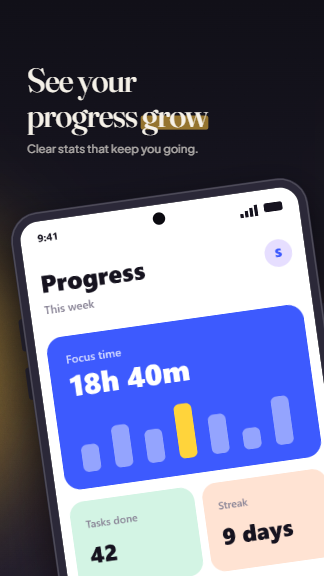 See your
progress grow
Clear stats that keep you going.
9:41
S
Progress
This week
Focus time
18h 40m
Tasks done
42
Streak
9 days